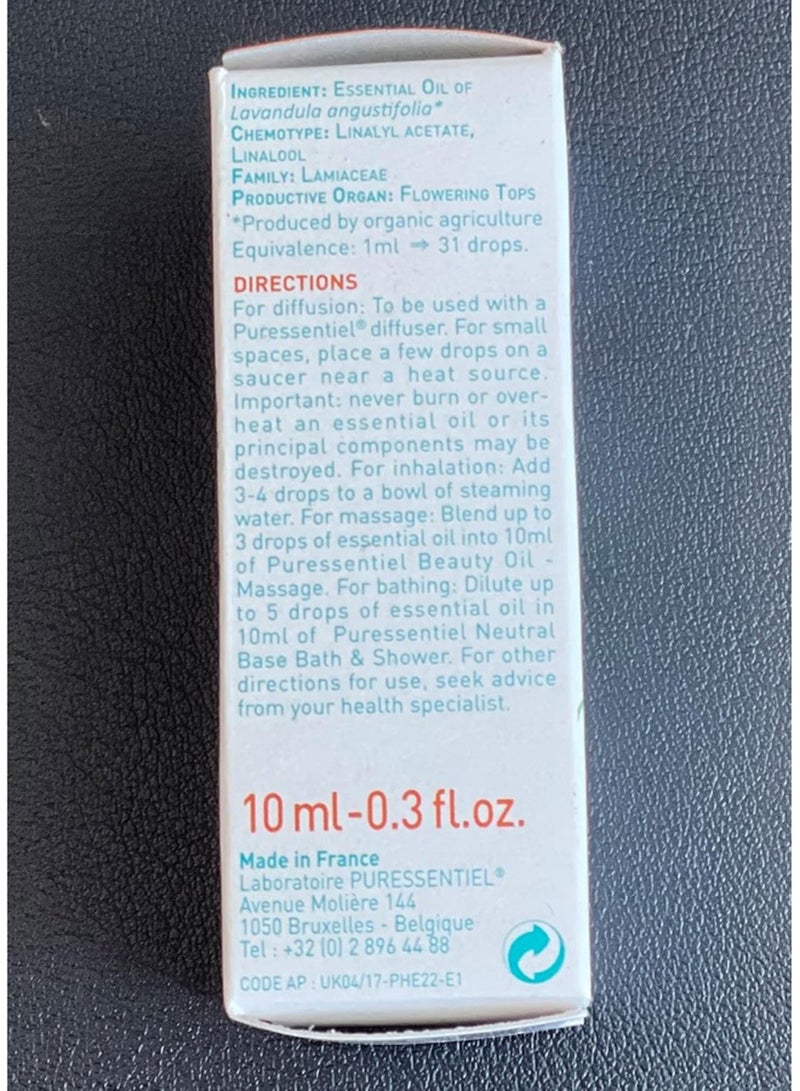 INGREDIENT: ESSENTIAL OIL OF
Lavandula angustifolia*
CHEMOTYPE: LINALYL ACETATE,
LINALOOL
FAMILY: LAMIACEAE
PRODUCTIVE ORGAN: FLOWERING TOPS
*Produced by organic agriculture
Equivalence: 1ml ⇒ 31 drops.
DIRECTIONS
For diffusion: To be used with a
Puressentiel® diffuser. For small
spaces, place a few drops on a
saucer near a heat source.
Important: never burn or over-
heat an essential oil or its
principal components may be
destroyed. For inhalation: Add
3-4 drops to a bowl of steaming
water. For massage: Blend up to
3 drops of essential oil into 10ml
of Puressentiel Beauty Oil -
Massage. For bathing: Dilute up
to 5 drops of essential oil in
10ml of Puressentiel Neutral
Base Bath & Shower. For other
directions for use, seek advice
from your health specialist.
10 ml-0.3 fl.oz.
Made in France
Laboratoire PURESSENTIEL®
Avenue Molière 144
1050 Bruxelles - Belgique
Tel : +32 (0) 2 896 44 88
CODE AP : UK04/17-PHE22-E1